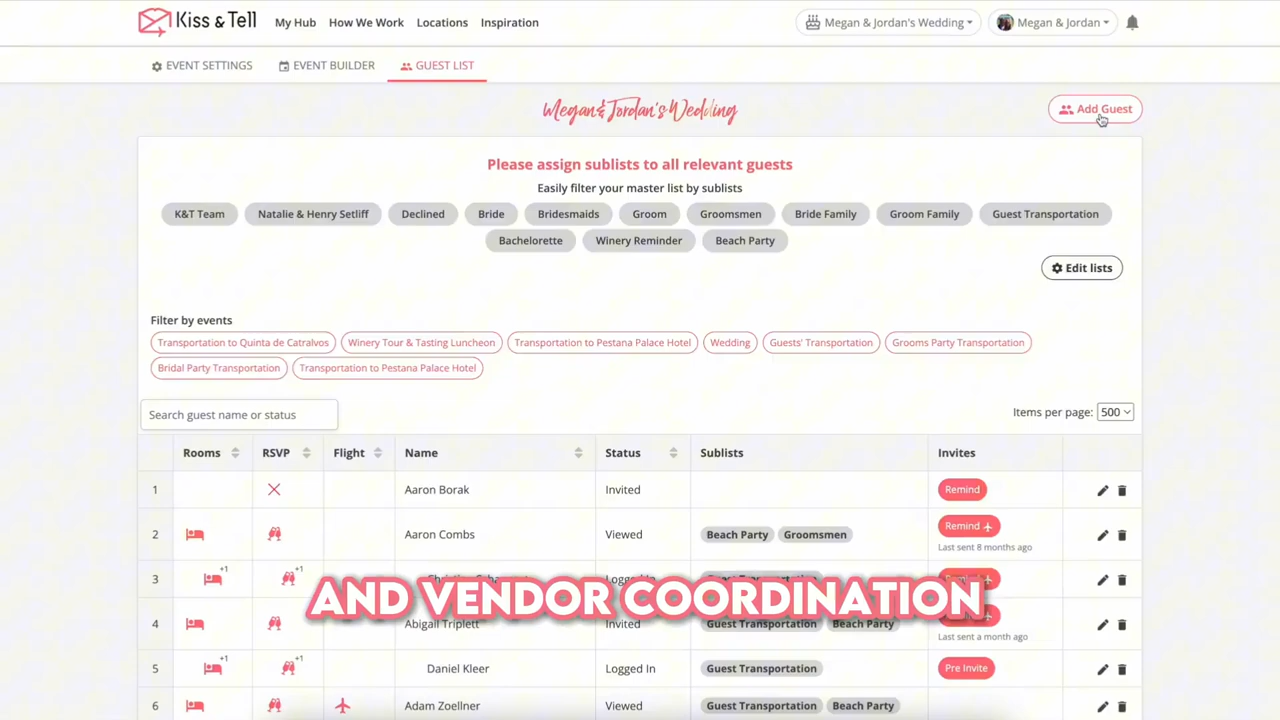 Kiss & Tell My Hub How We Work Locations Inspiration Megan & Jordan's Wedding Megan & Jordan
EVENT SETTINGS EVENT BUILDER GUEST LIST
Megan & Jordan's Wedding Add Guest
Please assign sublists to all relevant guests
Easily filter your master list by sublists
K&T Team Natalie & Henry Setliff Declined Bride Bridesmaids Groom Groomsmen Bride Family Groom Family Guest Transportation
Bachelorette Winery Reminder Beach Party
Edit lists
Filter by events
Transportation to Quinta de Catralvos Winery Tour & Tasting Luncheon Transportation to Pestana Palace Hotel Wedding Guests' Transportation Grooms Party Transportation
Bridal Party Transportation Transportation to Pestana Palace Hotel
Search guest name or status Items per page: 500
Rooms RSVP Flight Name Status Sublists Invites
1 Aaron Borak Invited Remind
2 Aaron Combs Viewed Beach Party Groomsmen Remind
Last sent 8 months ago
3 +1 +1
AND VENDOR COORDINATION
4 Abigail Triplett Invited Guest Transportation Beach Party
Last sent a month ago
5 +1 +1 Daniel Kleer Logged In Guest Transportation Pre Invite
6 Adam Zoellner Viewed Guest Transportation Beach Party